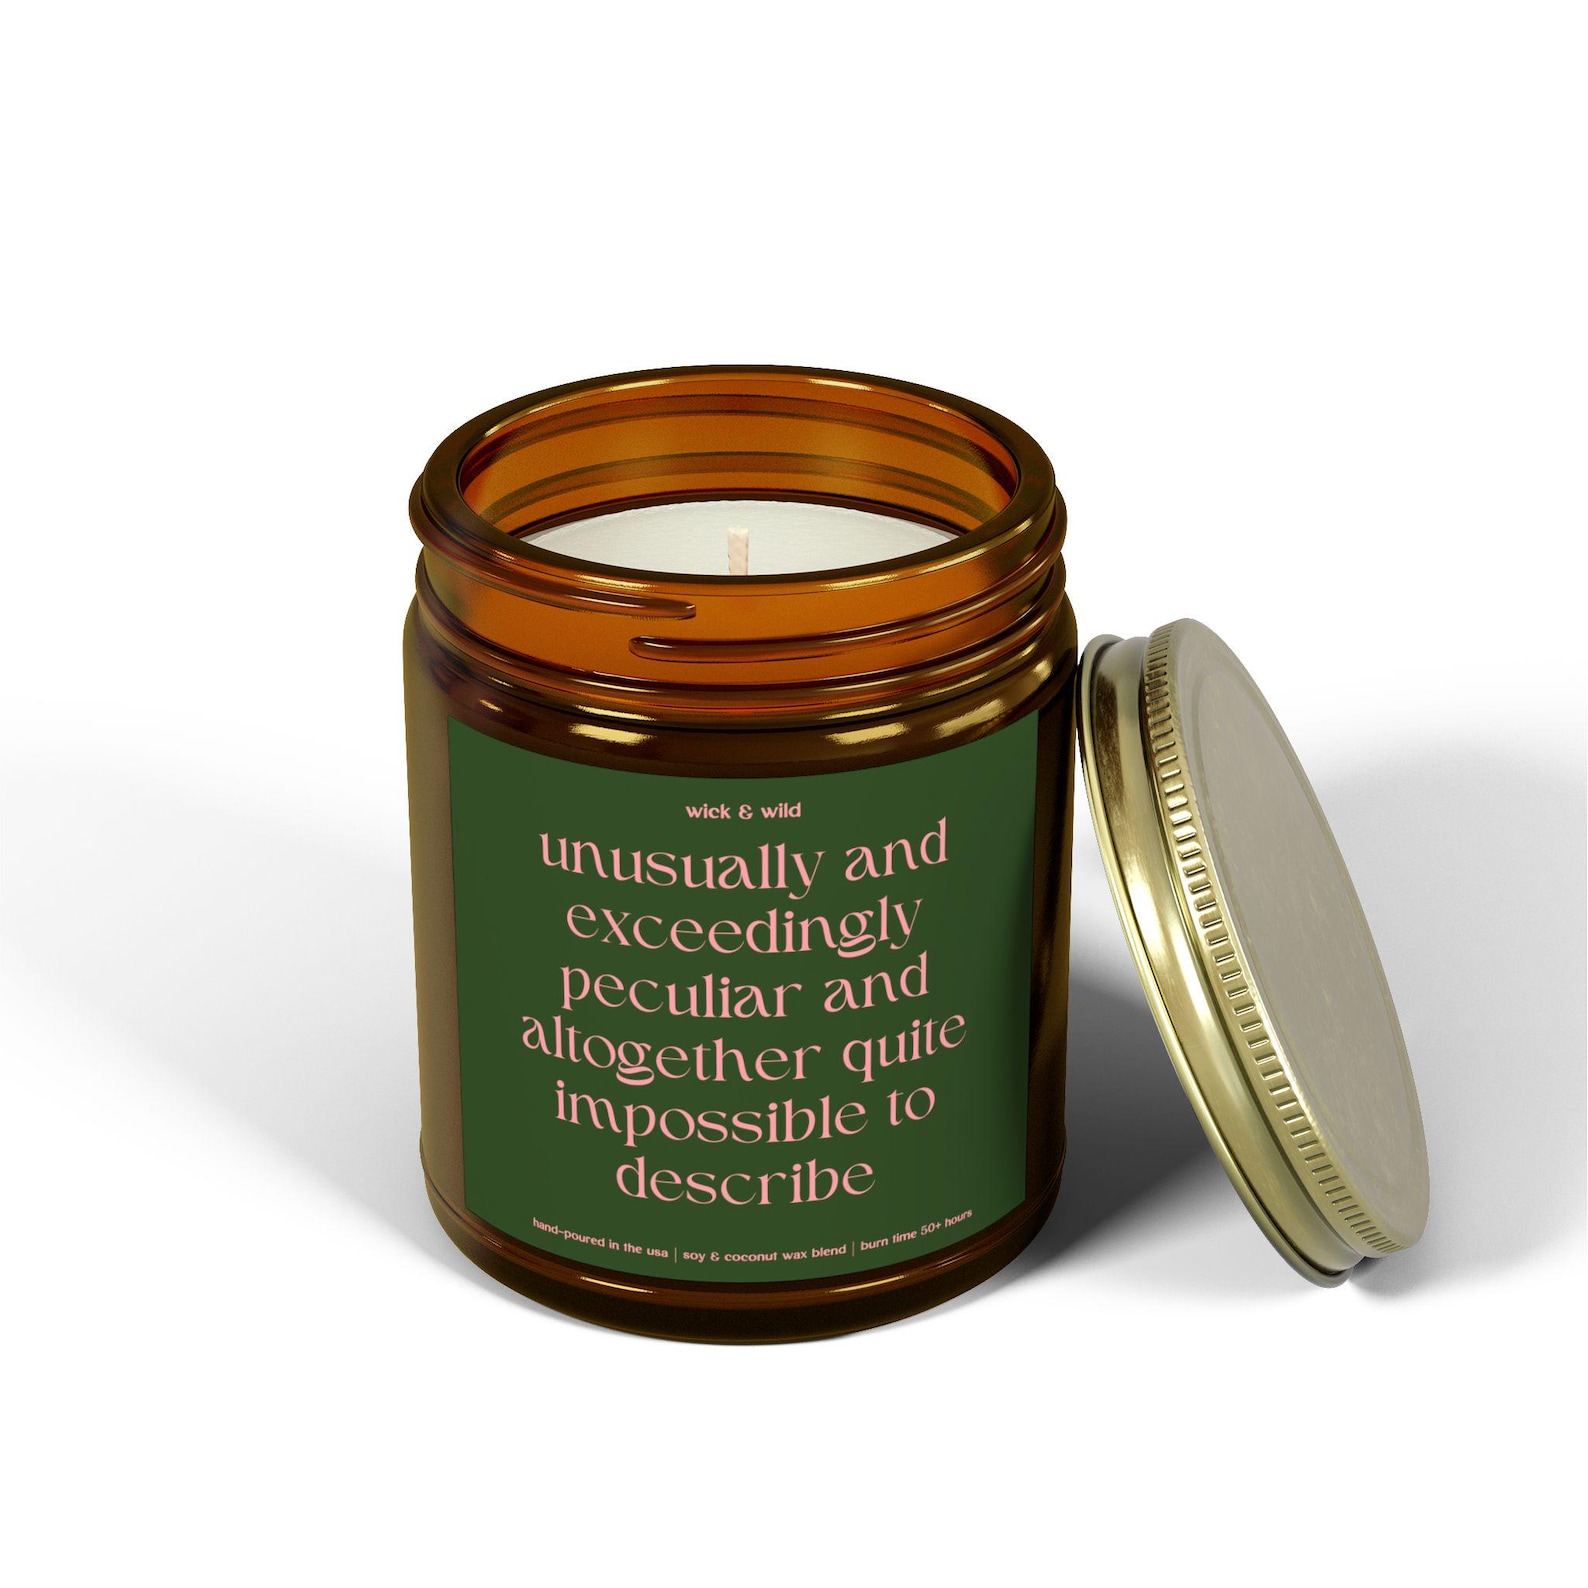 wick & wild
unusually and
exceedingly
peculiar and
altogether quite
impossible to
describe
hand-poured in the usa | soy & coconut wax blend | burn time 50+ hours